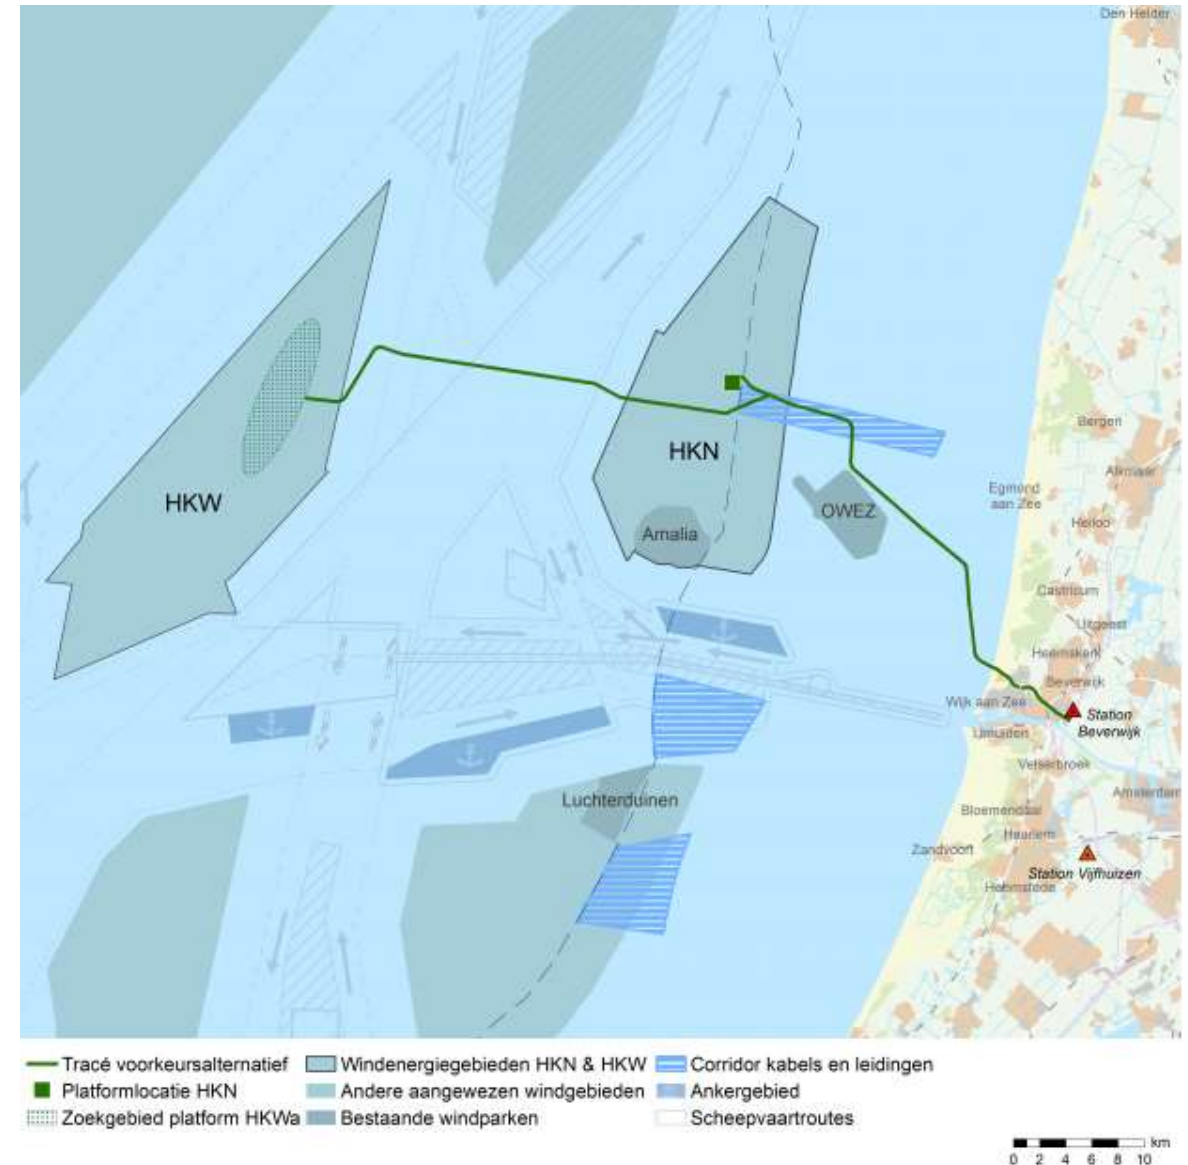 Den Helder
Bergen
HKN
Alkmaar
Egmond
aan Zee
HKW
OWEZ
Heiloo
Amalia
Castricum
Uitgeest
Heemskerk
Beverwijk
Wijk aan Zee
Station
Beverwijk
IJmuiden
Velserbroek
Amsterdam
Luchterduinen
Bloemendaal
Haarlem
Zandvoort
Station Vijfhuizen
Heemstede
Tracé voorkeursalternatief
Windenergiegebieden HKN & HKW
Corridor kabels en leidingen
Platformlocatie HKN
Andere aangewezen windgebieden
Ankergebied
Zoekgebied platform HKWa
Bestaande windparken
Scheepvaartroutes
km
0 2 4 6 8 10